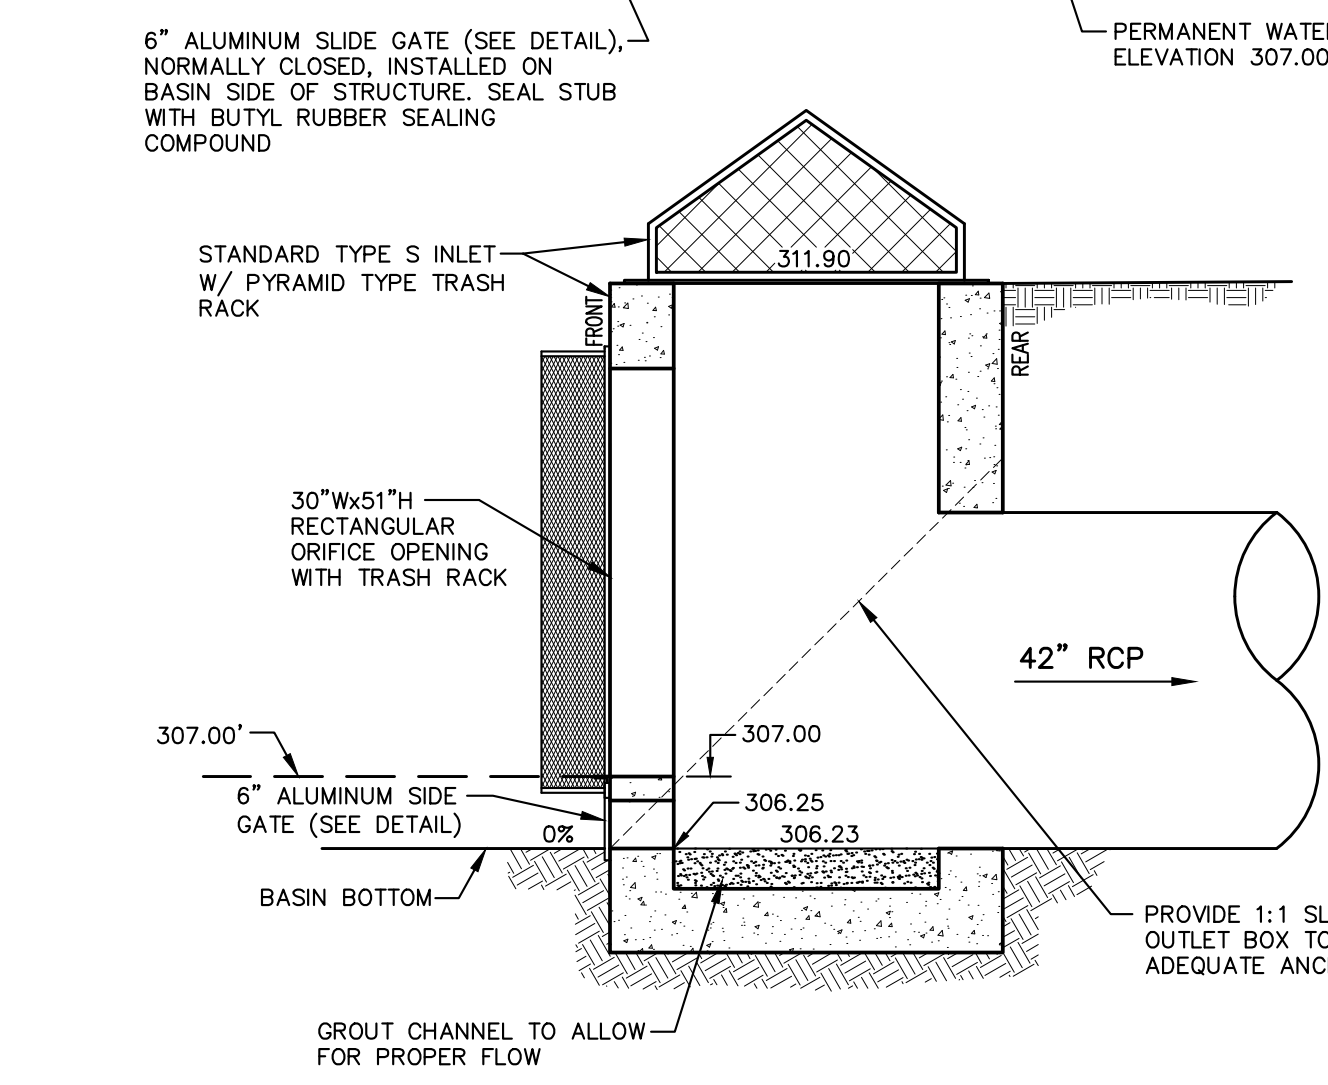 6" ALUMINUM SLIDE GATE (SEE DETAIL),
NORMALLY CLOSED, INSTALLED ON
BASIN SIDE OF STRUCTURE. SEAL STUB
WITH BUTYL RUBBER SEALING
COMPOUND
PERMANENT WATE
ELEVATION 307.00
STANDARD TYPE S INLET
W/ PYRAMID TYPE TRASH
RACK
311.90
FRONT
REAR
30"Wx51"H
RECTANGULAR
ORIFICE OPENING
WITH TRASH RACK
42" RCP
307.00'
307.00
6" ALUMINUM SIDE
GATE (SEE DETAIL)
306.25
0%
306.23
BASIN BOTTOM
PROVIDE 1:1 SL
OUTLET BOX TO
ADEQUATE ANC
GROUT CHANNEL TO ALLOW
FOR PROPER FLOW